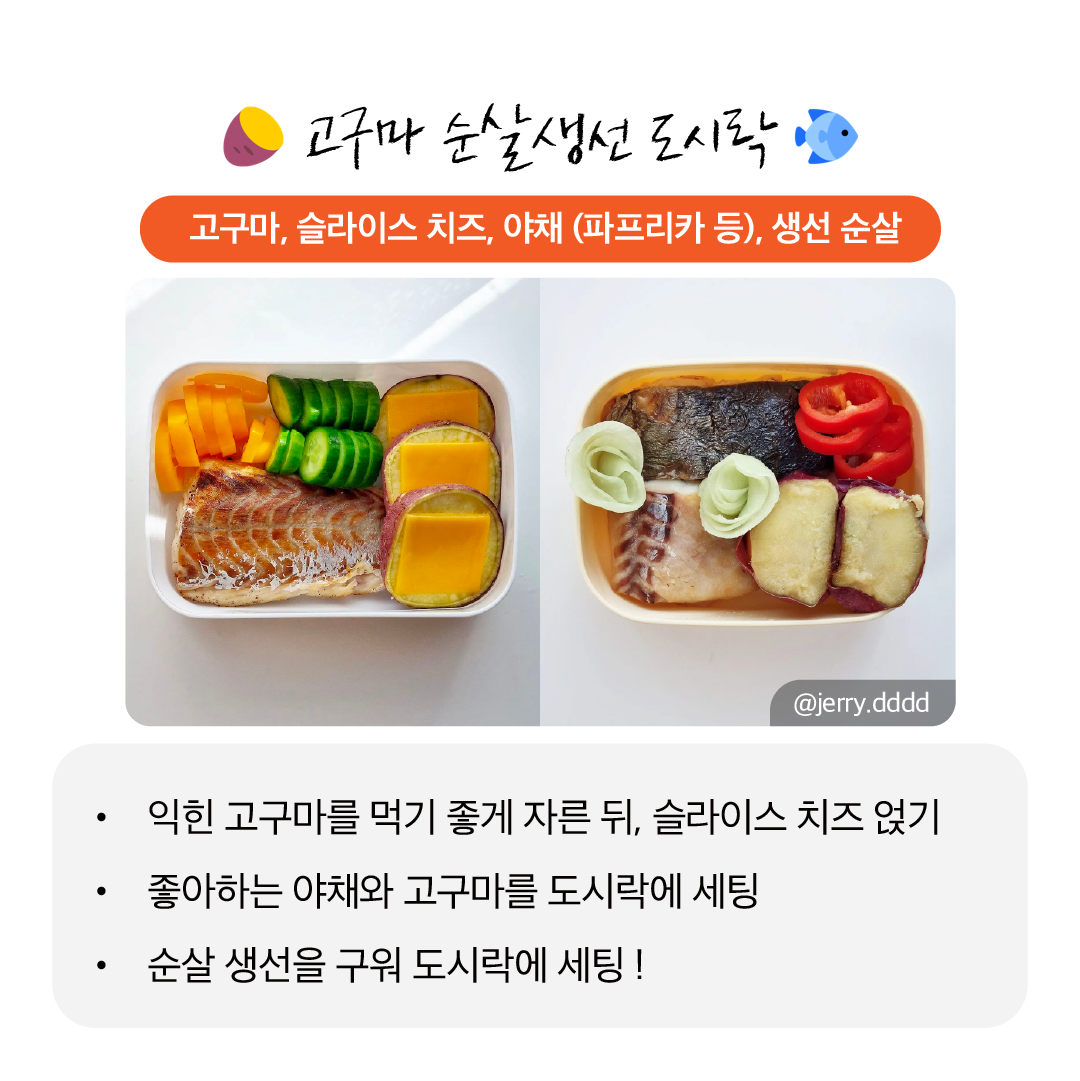 고구마 순살생선 도시락
고구마, 슬라이스 치즈, 야채 (파프리카 등), 생선 순살
@jerry.dddd
• 익힌 고구마를 먹기 좋게 자른 뒤, 슬라이스 치즈 얹기
• 좋아하는 야채와 고구마를 도시락에 세팅
• 순살 생선을 구워 도시락에 세팅 !